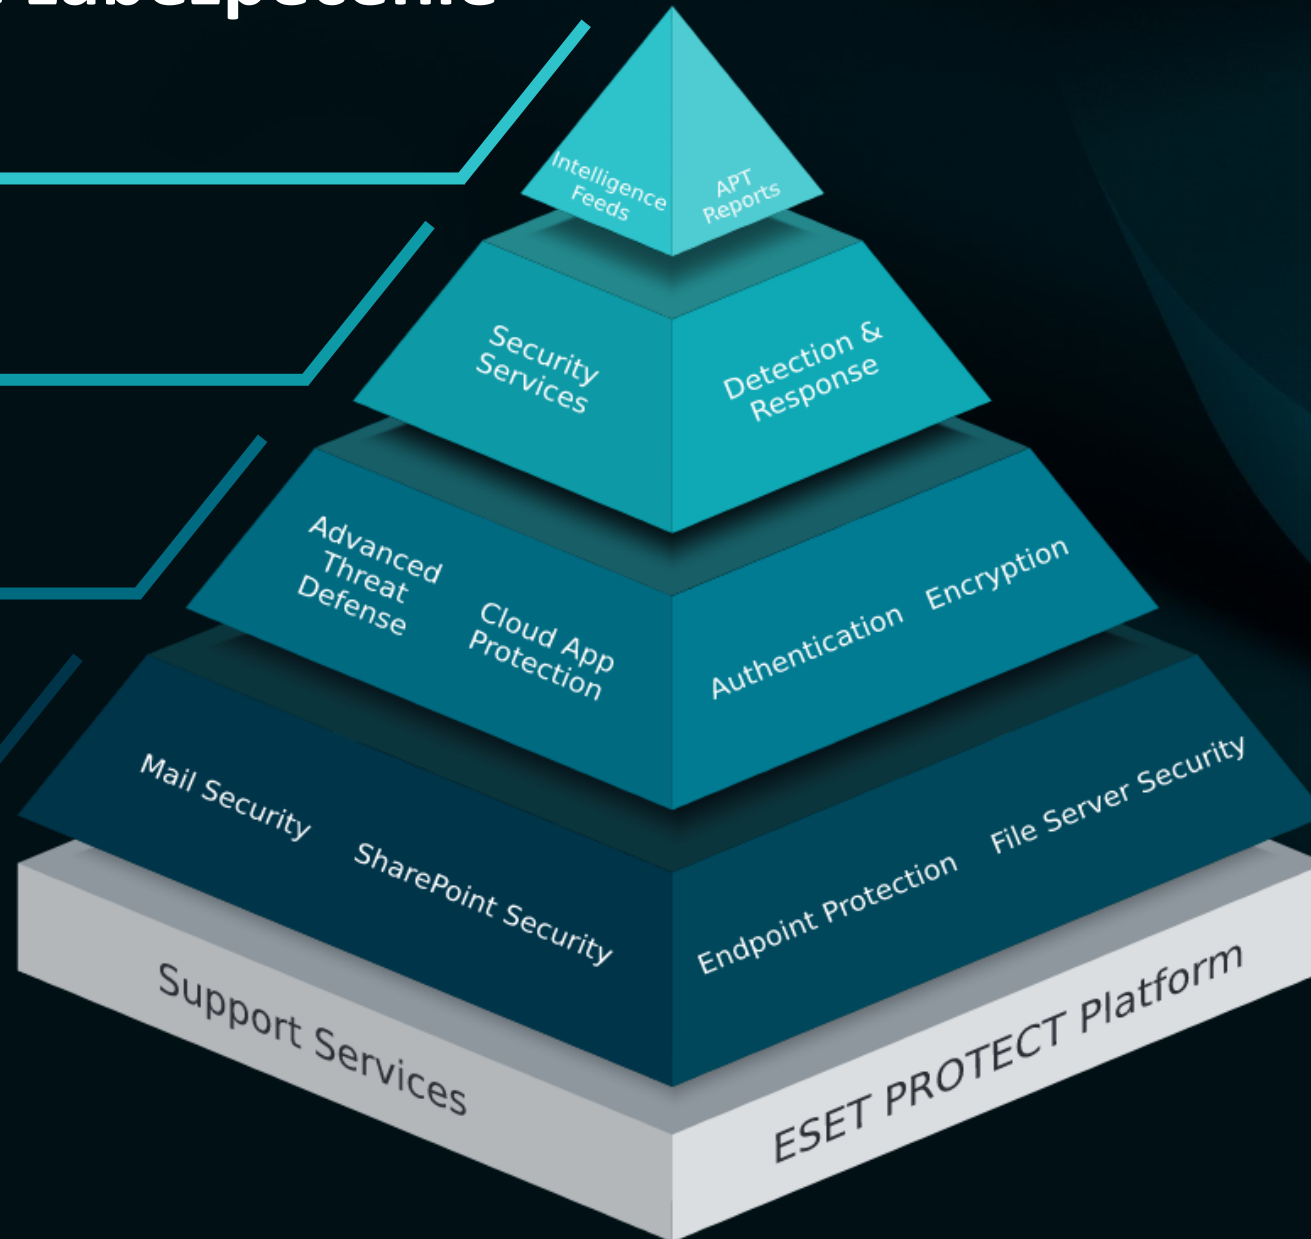 Intelligence
Feeds
APT
Reports
Security
Services
Detection &
Response
Advanced
Threat
Defense
Cloud App
Protection
Authentication
Encryption
Mail Security
SharePoint Security
Endpoint Protection
File Server Security
Support Services
ESET PROTECT Platform